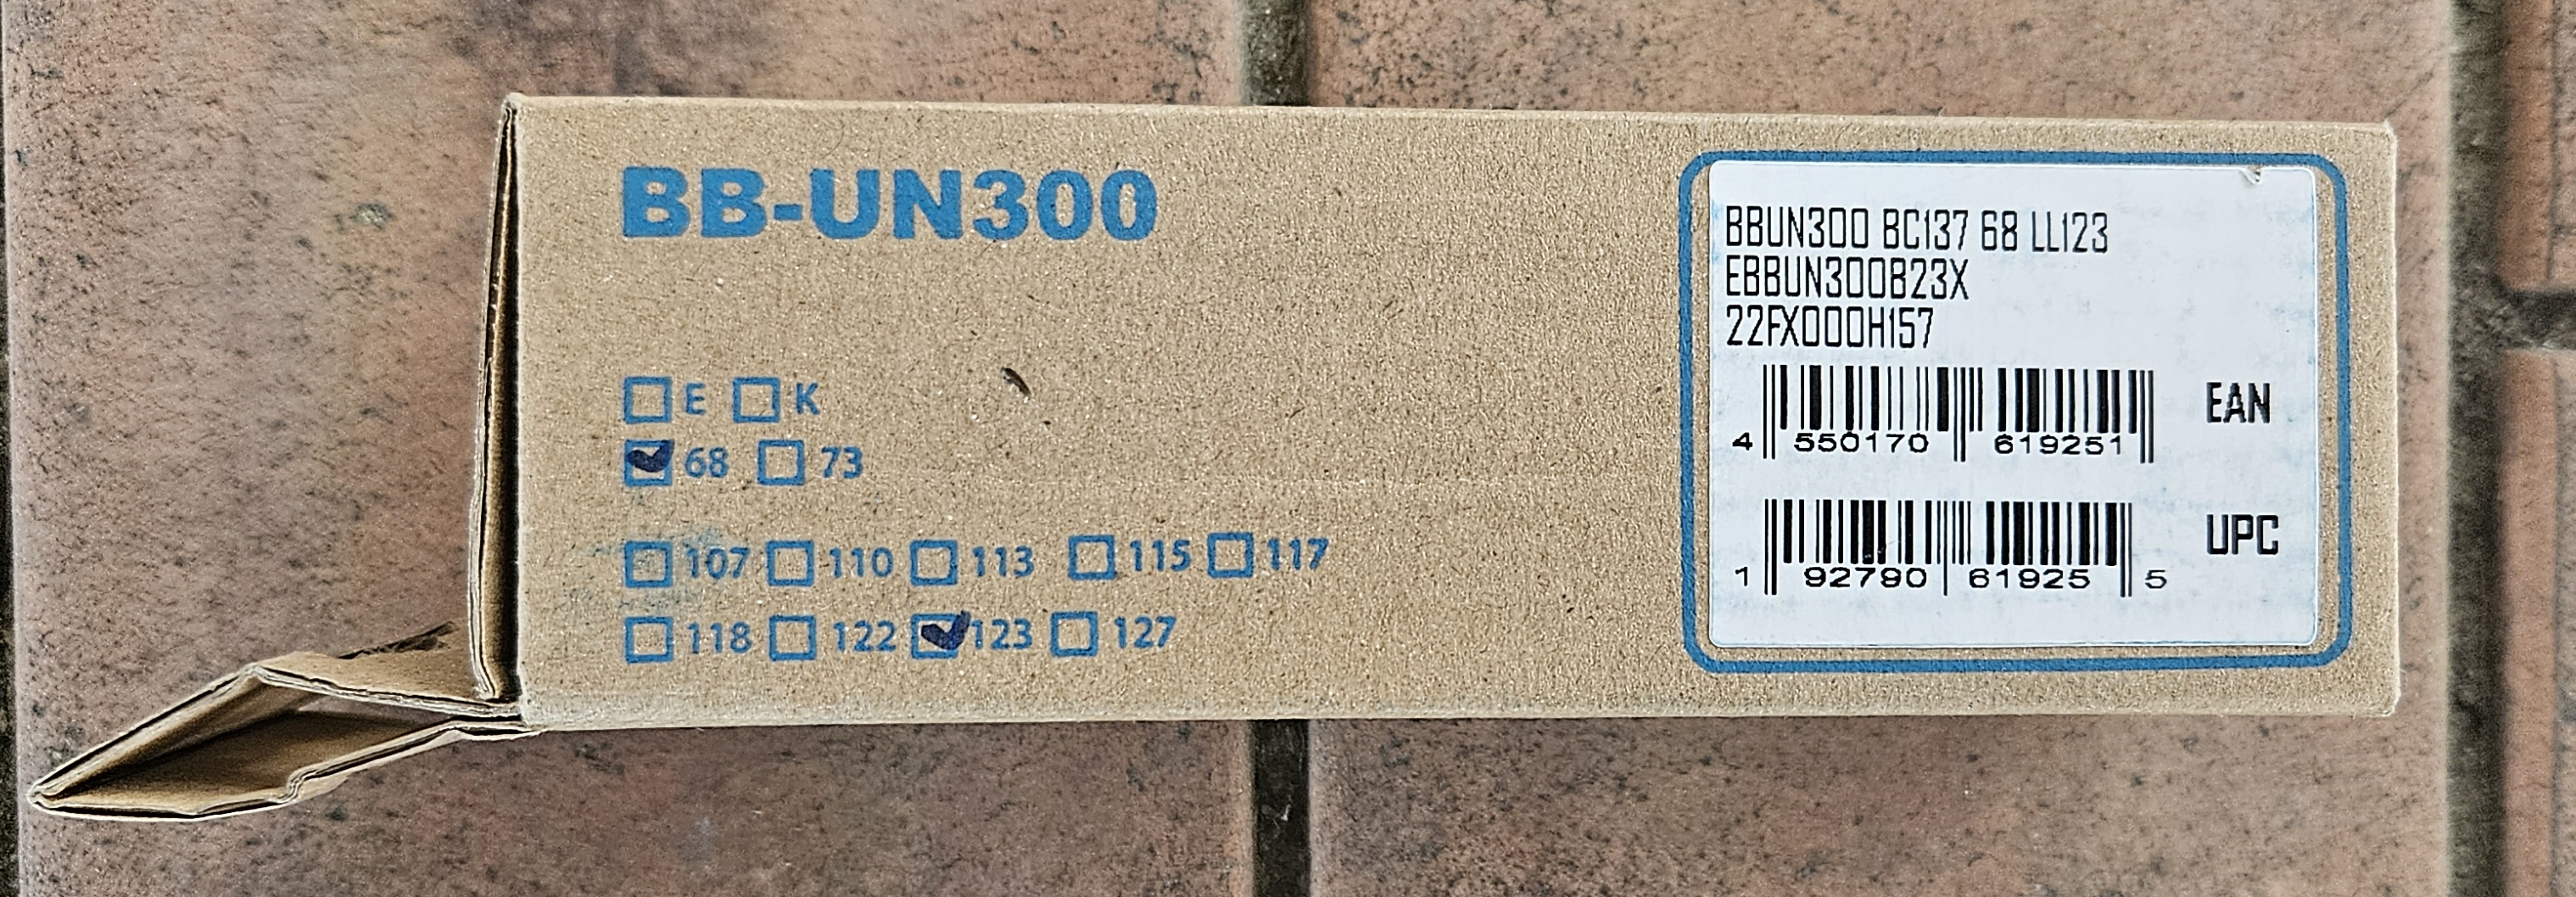 BB-UN300
E K
68 73
107 110 113 115 117
118 122 123 127
BBUN300 BC137 68 LL123
EBBUN300B23X
22FX000H157
4 550170 619251 EAN
1 92790 61925 5 UPC